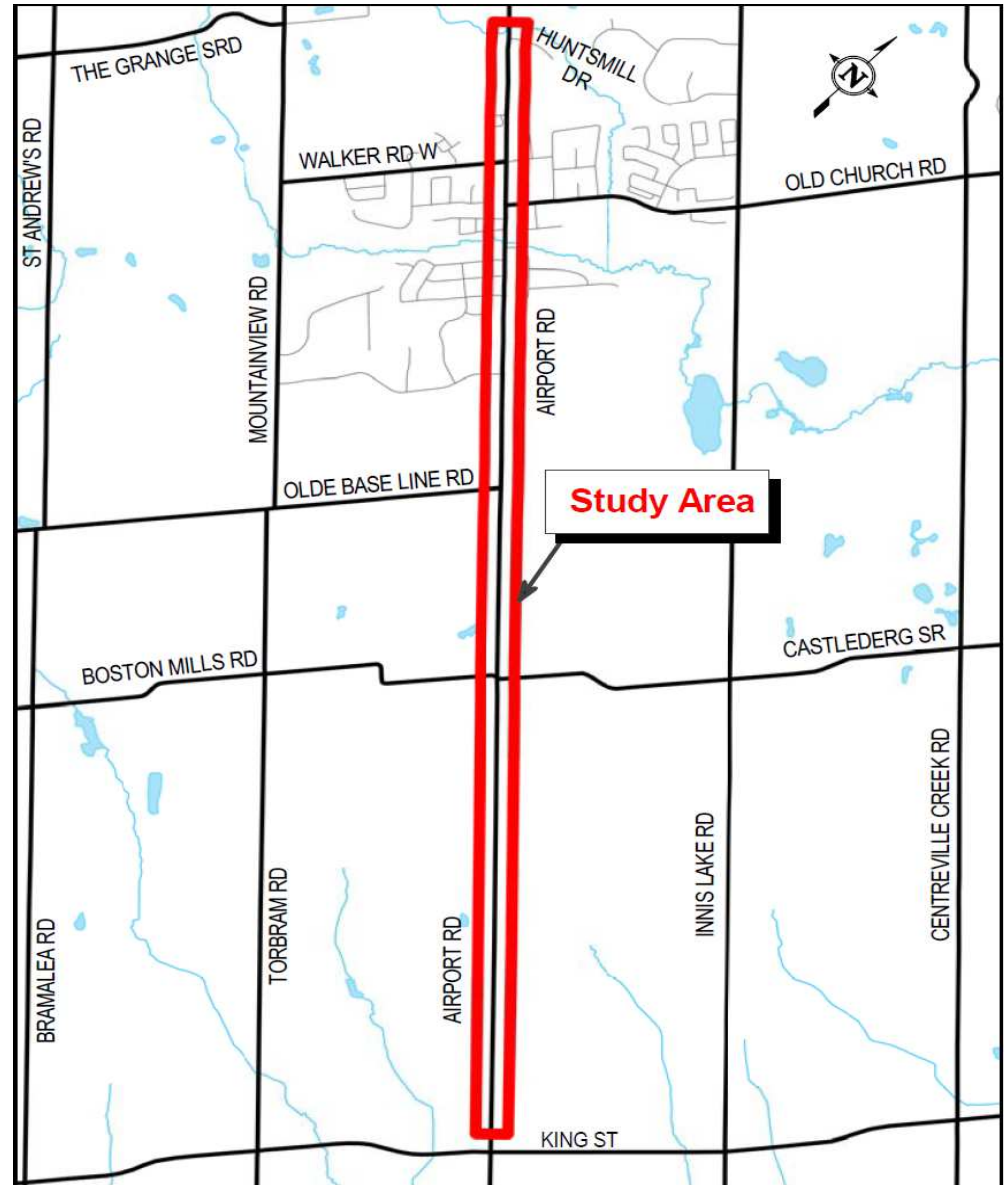 HUNTSMILL
DR
THE GRANGE SRD
N
ST ANDREW'S RD
WALKER RD W
OLD CHURCH RD
MOUNTAINVIEW RD
AIRPORT RD
OLDE BASE LINE RD
Study Area
BOSTON MILLS RD
CASTLEDERG SR
BRAMALEA RD
TORBRAM RD
AIRPORT RD
INNIS LAKE RD
CENTREVILLE CREEK RD
KING ST